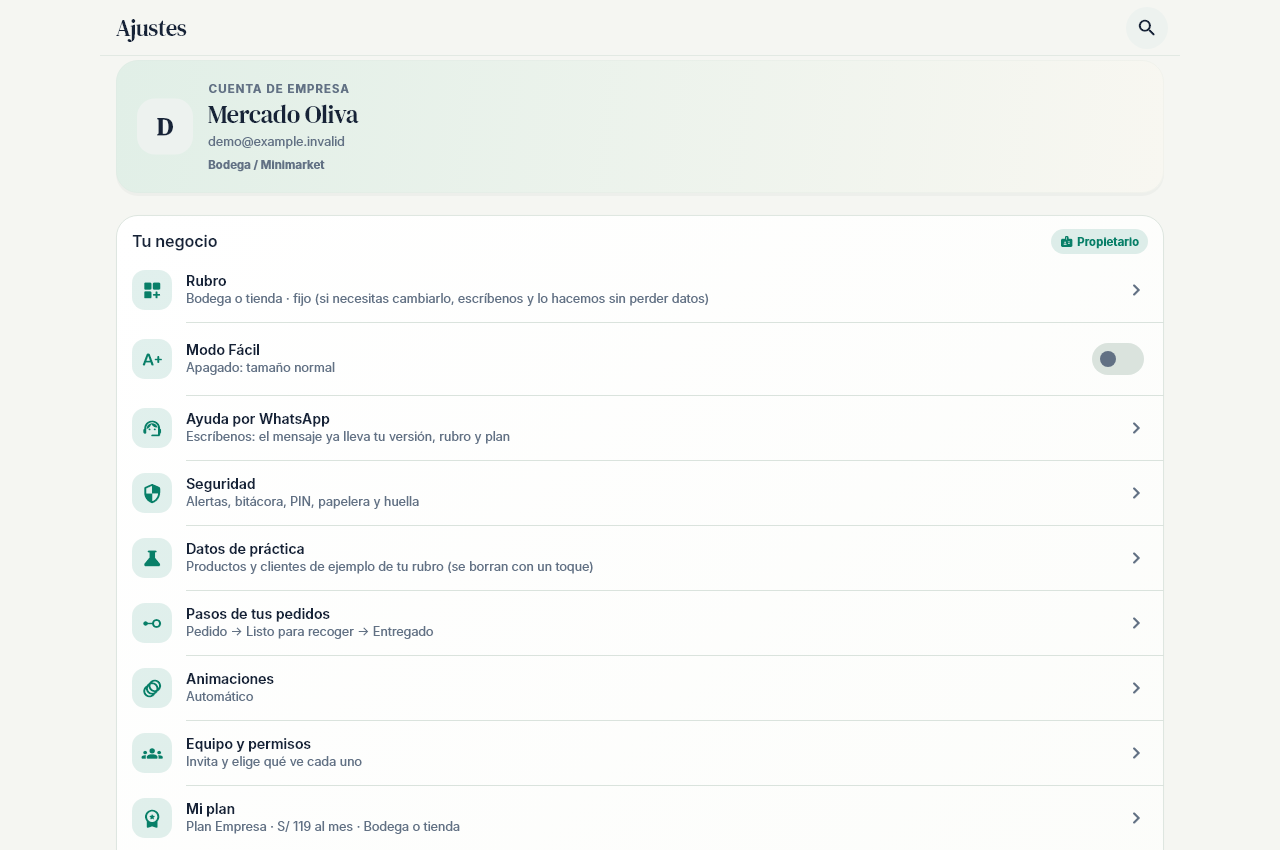 Ajustes
D
CUENTA DE EMPRESA
Mercado Oliva
demo@example.invalid
Bodega / Minimarket
Tu negocio
Propietario
Rubro
Bodega o tienda · fijo (si necesitas cambiarlo, escríbenos y lo hacemos sin perder datos)
A+
Modo Fácil
Apagado: tamaño normal
Ayuda por WhatsApp
Escríbenos: el mensaje ya lleva tu versión, rubro y plan
Seguridad
Alertas, bitácora, PIN, papelera y huella
Datos de práctica
Productos y clientes de ejemplo de tu rubro (se borran con un toque)
Pasos de tus pedidos
Pedido → Listo para recoger → Entregado
Animaciones
Automático
Equipo y permisos
Invita y elige qué ve cada uno
Mi plan
Plan Empresa · S/ 119 al mes · Bodega o tienda